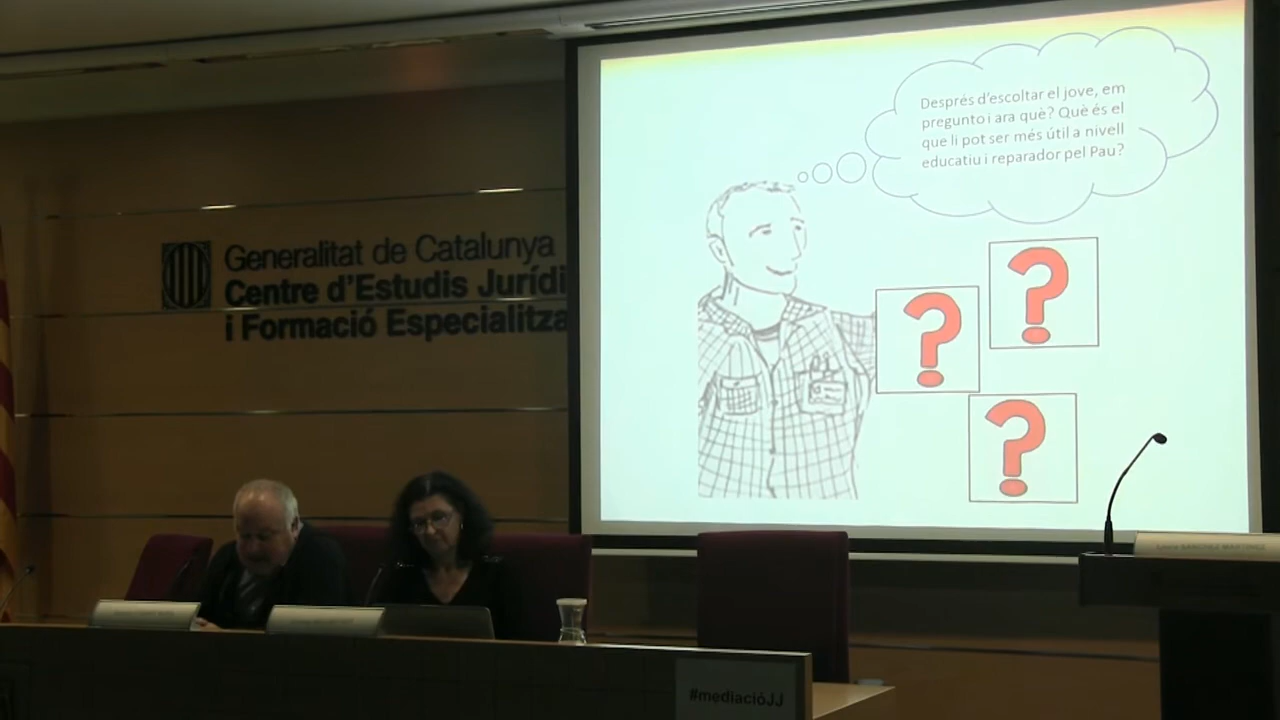 Després d'escoltar el jove, em
pregunto i ara què? Què és el
que li pot ser més útil a nivell
educatiu i reparador pel Pau?
Generalitat de Catalunya
Centre d'Estudis Jurídi
i Formació Especialitza
?
?
?
#mediacióJJ